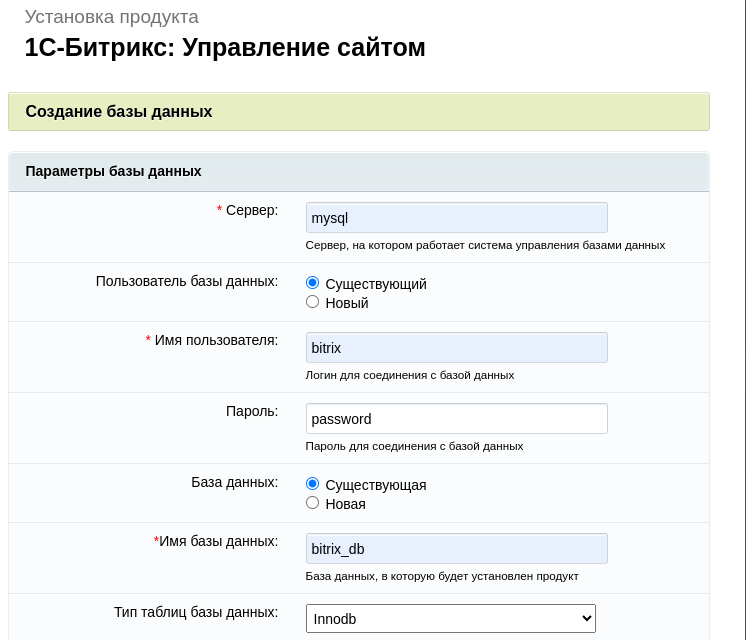 Установка продукта
1С-Битрикс: Управление сайтом
Создание базы данных
Параметры базы данных
* Сервер: mysql
Сервер, на котором работает система управления базами данных
Пользователь базы данных: Существующий
Новый
* Имя пользователя: bitrix
Логин для соединения с базой данных
Пароль: password
Пароль для соединения с базой данных
База данных: Существующая
Новая
*Имя базы данных: bitrix_db
База данных, в которую будет установлен продукт
Тип таблиц базы данных: Innodb